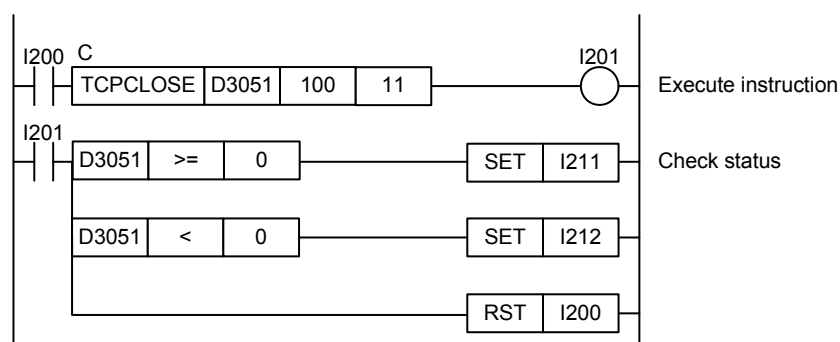 I200 C I201
TCPCLOSE D3051 100 11 Execute instruction
I201
D3051 >= 0 SET I211 Check status
D3051 < 0 SET I212
RST I200